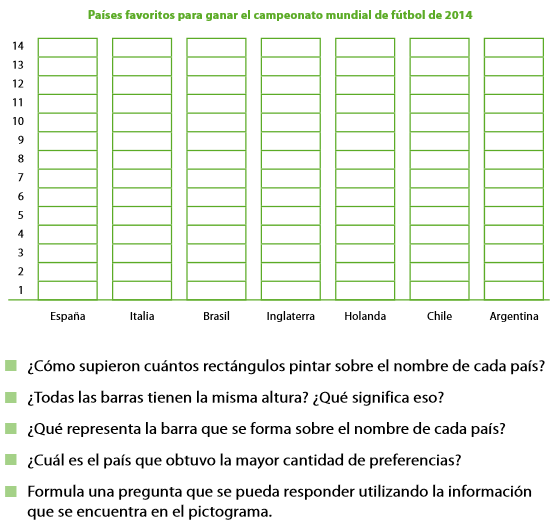 Países favoritos para ganar el campeonato mundial de fútbol de 2014
14
13
12
11
10
9
8
7
6
5
4
3
2
1
España Italia Brasil Inglaterra Holanda Chile Argentina
¿Cómo supieron cuántos rectángulos pintar sobre el nombre de cada país?
¿Todas las barras tienen la misma altura? ¿Qué significa eso?
¿Qué representa la barra que se forma sobre el nombre de cada país?
¿Cuál es el país que obtuvo la mayor cantidad de preferencias?
Formula una pregunta que se pueda responder utilizando la información
que se encuentra en el pictograma.